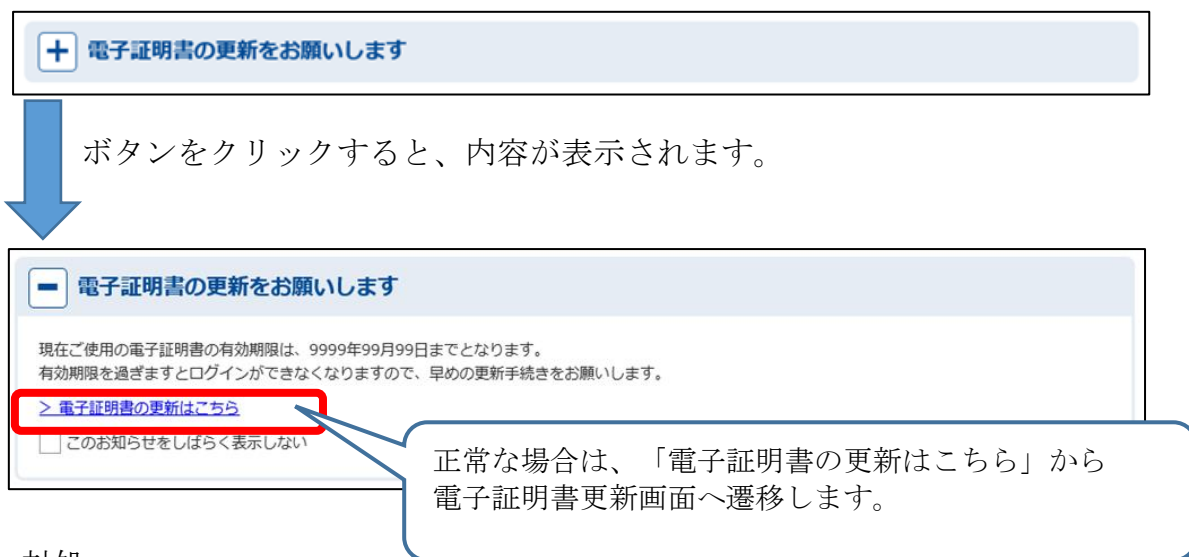 電子証明書の更新をお願いします
ボタンをクリックすると、内容が表示されます。
電子証明書の更新をお願いします
現在ご使用の電子証明書の有効期限は、9999年99月99日までとなります。
有効期限を過ぎますとログインができなくなりますので、早めの更新手続きをお願いします。
> 電子証明書の更新はこちら
このお知らせをしばらく表示しない
正常な場合は、「電子証明書の更新はこちら」から
電子証明書更新画面へ遷移します。